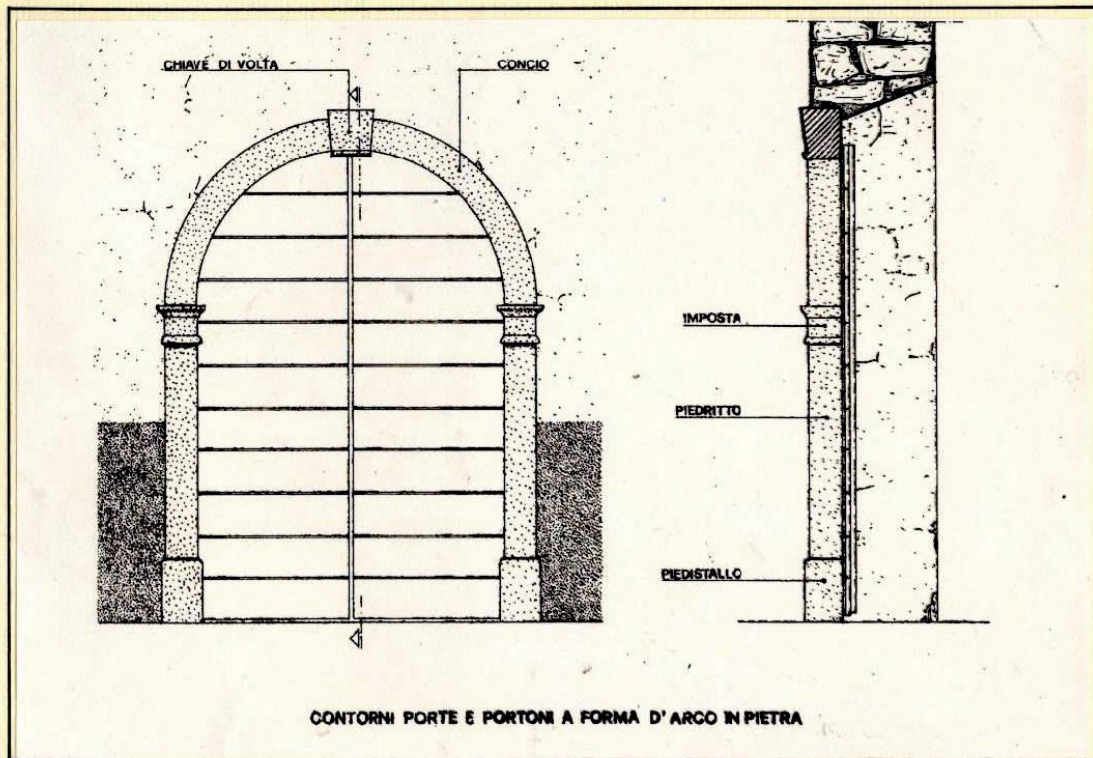 CHIAVE DI VOLTA
CONCIO
IMPOSTA
PIEDRITTO
PIEDISTALLO
CONTORNI PORTE E PORTONI A FORMA D'ARCO IN PIETRA